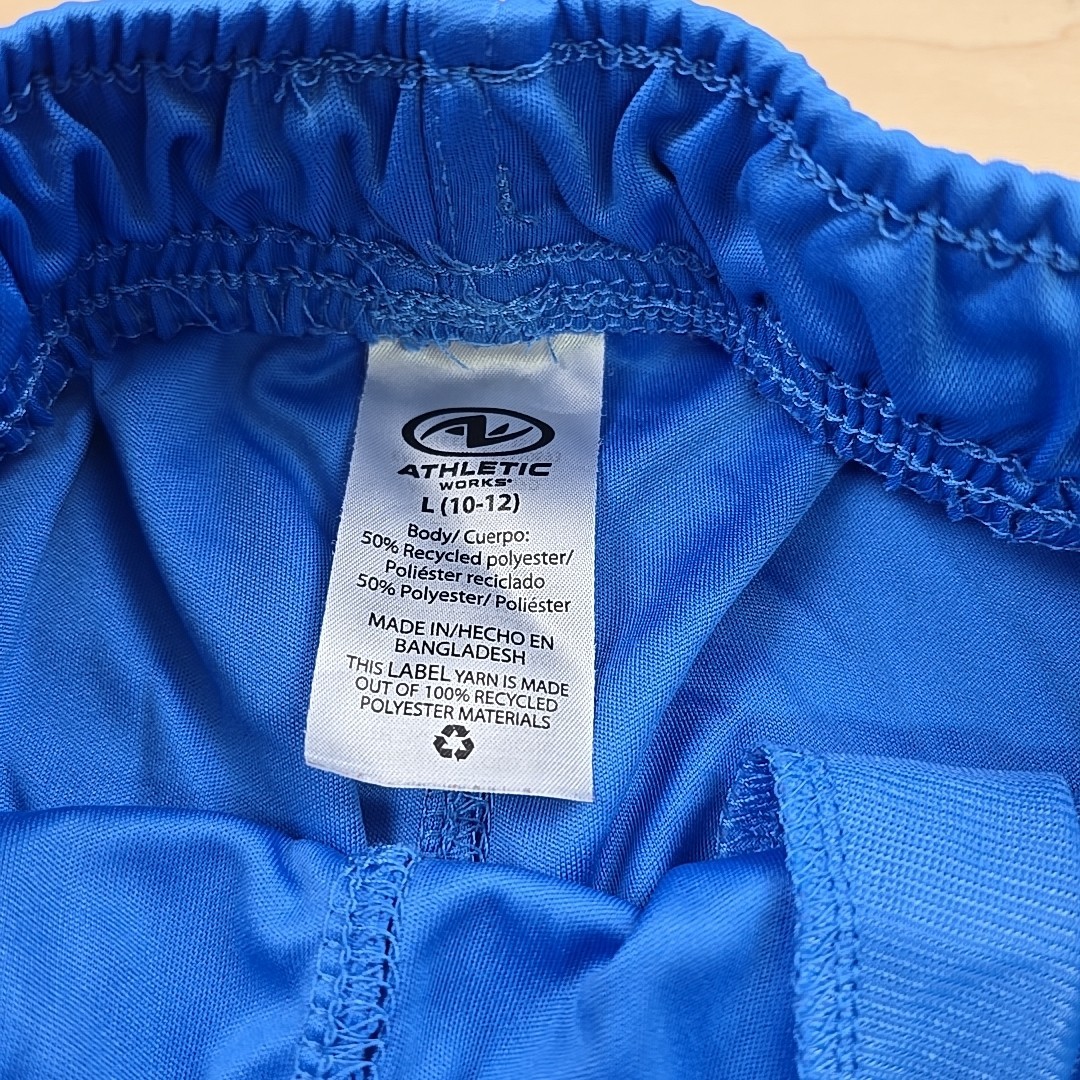 ATHLETIC
WORKS®
L (10-12)
Body/ Cuerpo:
50% Recycled polyester/
Poliéster reciclado
50% Polyester/ Poliéster
MADE IN/HECHO EN
BANGLADESH
THIS LABEL YARN IS MADE
OUT OF 100% RECYCLED
POLYESTER MATERIALS